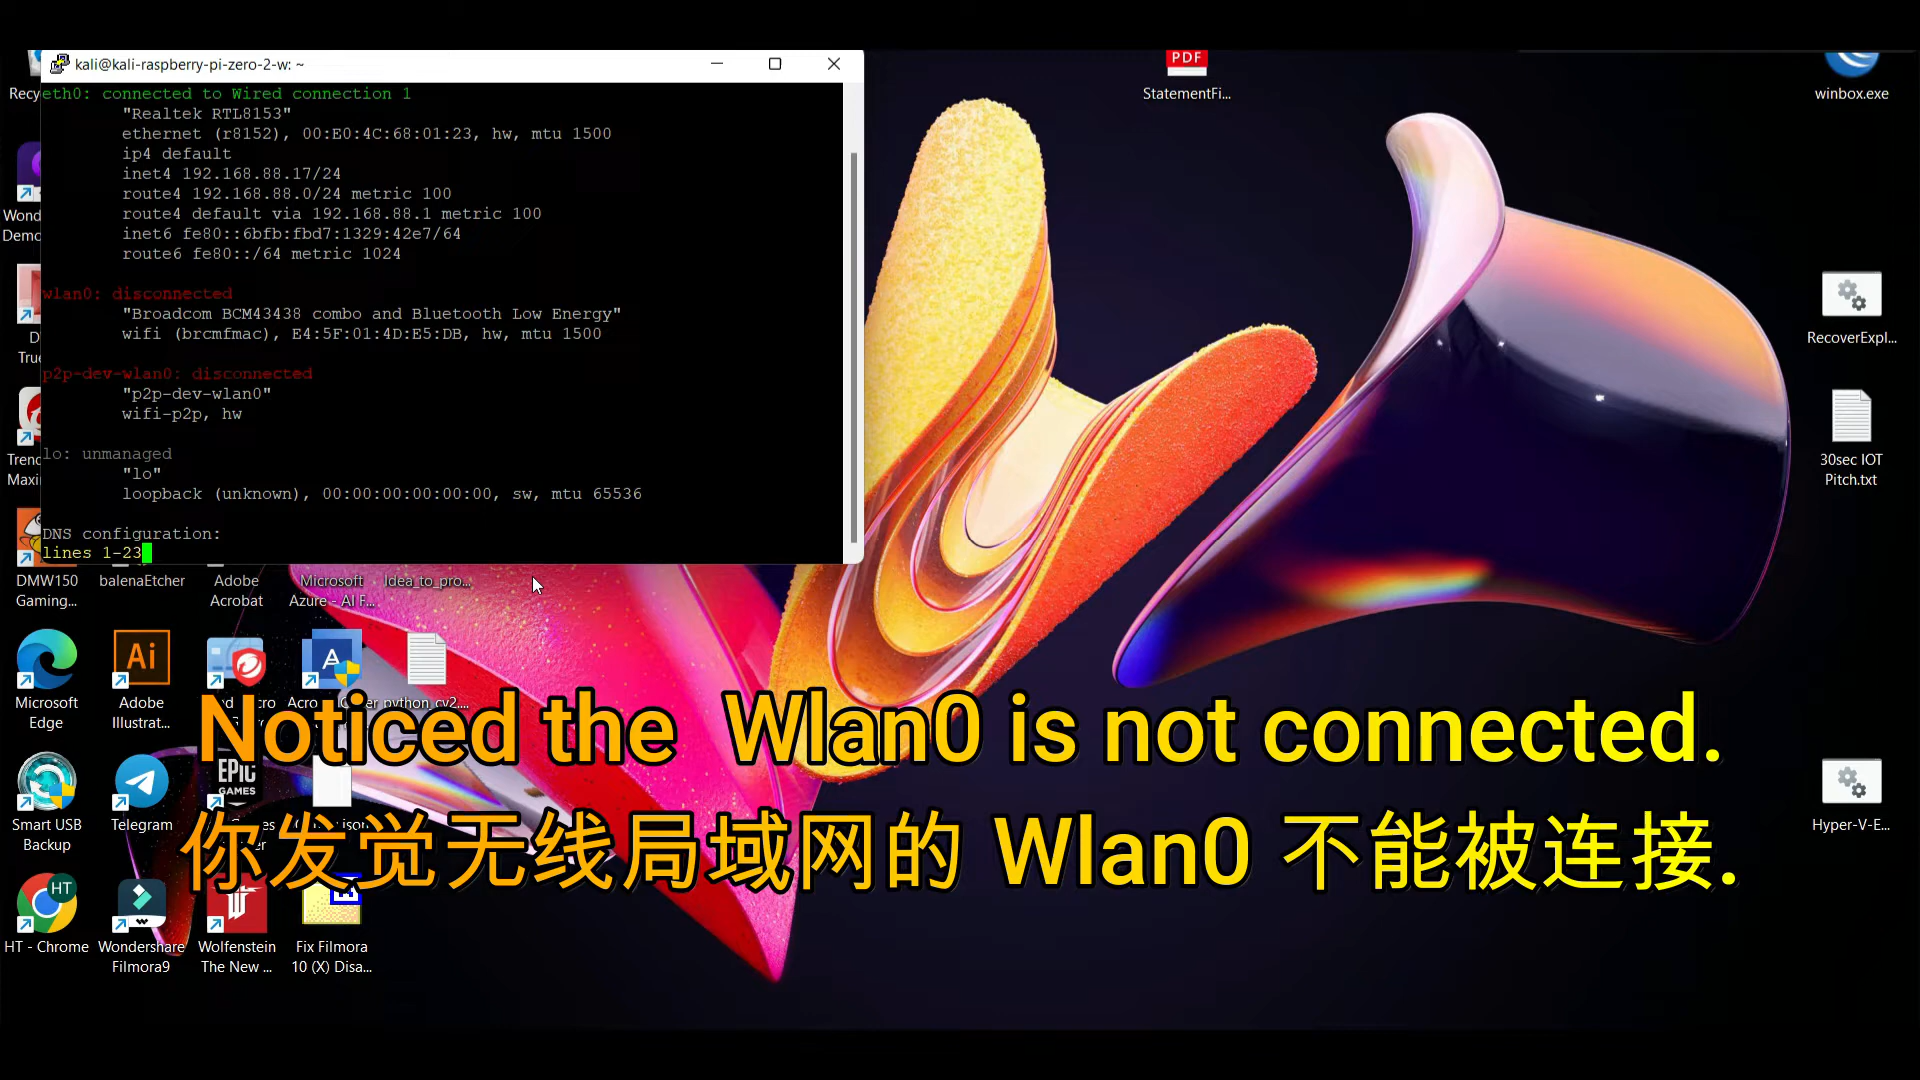 kali@kali-raspberry-pi-zero-2-w: ~
eth0: connected to Wired connection 1
"Realtek RTL8153"
ethernet (r8152), 00:E0:4C:68:01:23, hw, mtu 1500
ip4 default
inet4 192.168.88.17/24
route4 192.168.88.0/24 metric 100
route4 default via 192.168.88.1 metric 100
inet6 fe80::6bfb:fbd7:1329:42e7/64
route6 fe80::/64 metric 1024
wlan0: disconnected
"Broadcom BCM43438 combo and Bluetooth Low Energy"
wifi (brcmfmac), E4:5F:01:4D:E5:DB, hw, mtu 1500
p2p-dev-wlan0: disconnected
"p2p-dev-wlan0"
wifi-p2p, hw
lo: unmanaged
"lo"
loopback (unknown), 00:00:00:00:00:00, sw, mtu 65536
DNS configuration:
lines 1-23
PDF
StatementFi...
winbox.exe
RecoverExpl...
30sec IOT
Pitch.txt
Hyper-V-E...
DMW150
Gaming...
balenaEtcher
Adobe
Acrobat
Microsoft
Azure - AI F...
Idea_to_pro...
Microsoft
Edge
Ai
Adobe
Illustrat...
A
python_cv2....
Smart USB
Backup
Telegram
EPIC
GAMES
HT
HT - Chrome
Wondershare
Filmora9
Wolfenstein
The New ...
Fix Filmora
10 (X) Disa...
Noticed the Wlan0 is not connected.
你发觉无线局域网的 Wlan0 不能被连接.